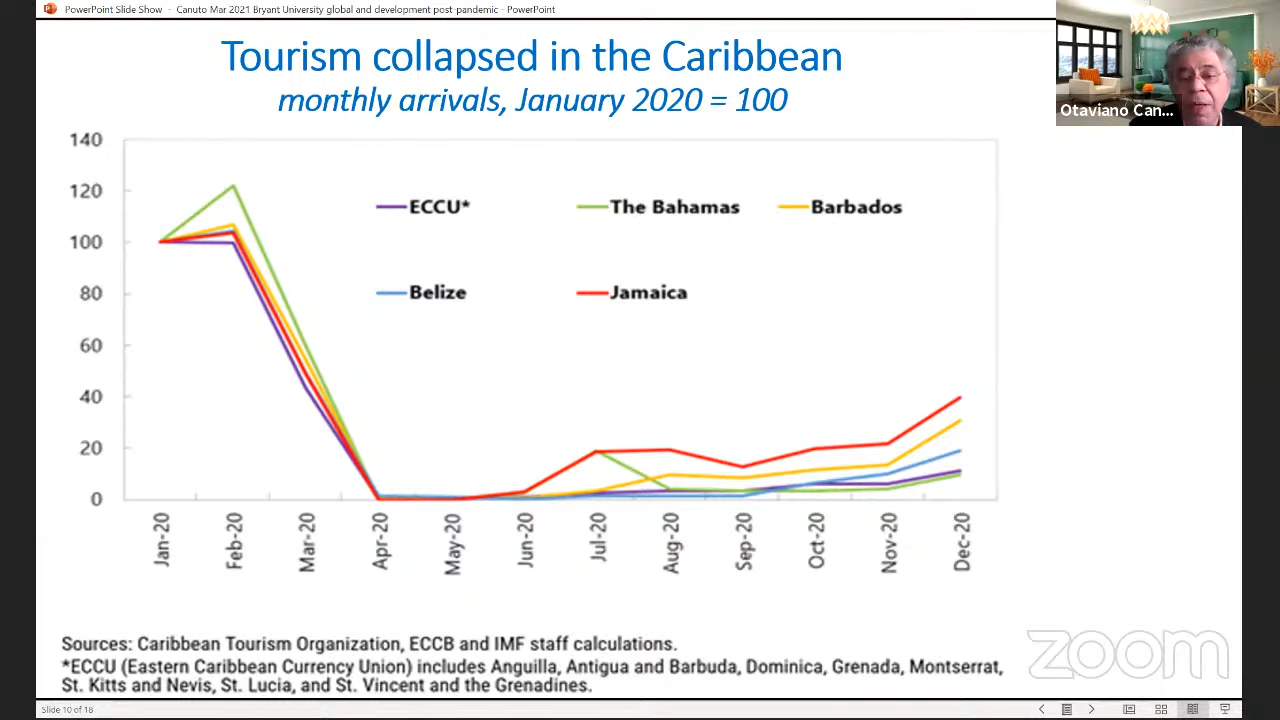 PowerPoint Slide Show - Canuto Mar 2021 Bryant University global and development post-pandemic - PowerPoint
Tourism collapsed in the Caribbean
monthly arrivals, January 2020 = 100
Otaviano Can...
140
120
100
80
60
40
20
0
ECCU*
The Bahamas
Barbados
Belize
Jamaica
Jan-20
Feb-20
Mar-20
Apr-20
May-20
Jun-20
Jul-20
Aug-20
Sep-20
Oct-20
Nov-20
Dec-20
Sources: Caribbean Tourism Organization, ECCB and IMF staff calculations.
*ECCU (Eastern Caribbean Currency Union) includes Anguilla, Antigua and Barbuda, Dominica, Grenada, Montserrat,
St. Kitts and Nevis, St. Lucia, and St. Vincent and the Grenadines.
zoom
Slide 10 of 18